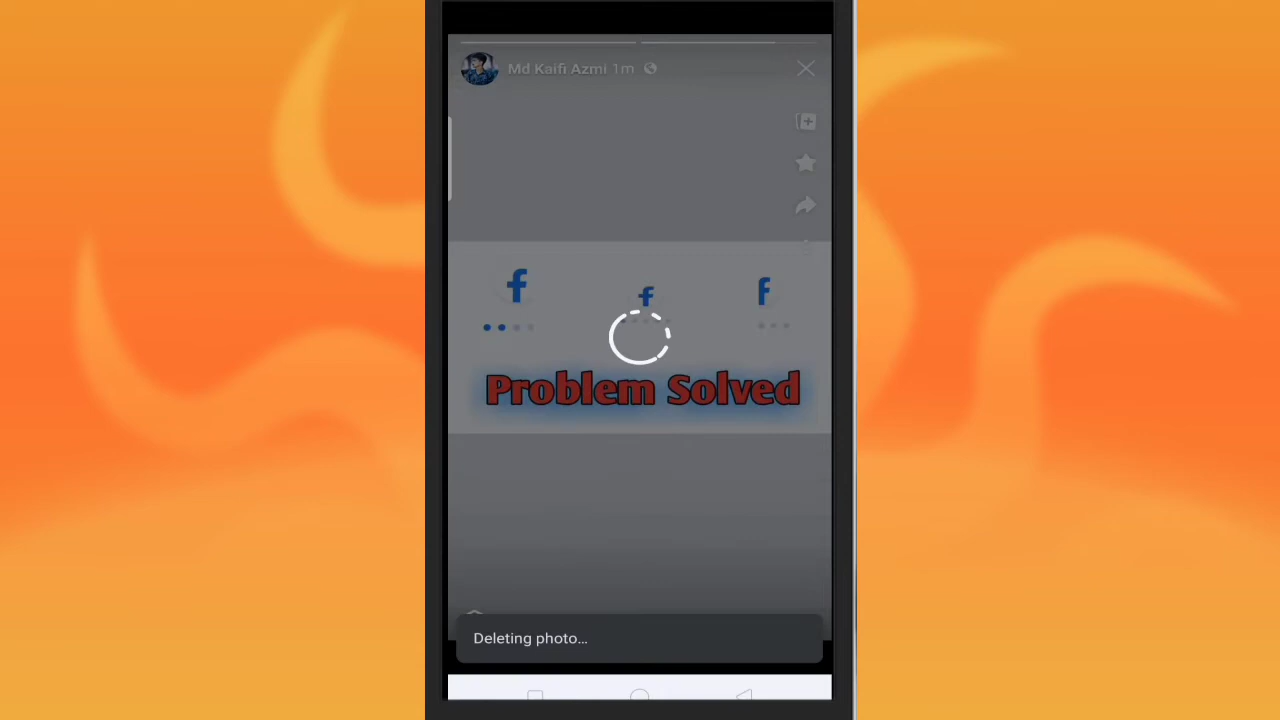 Md Kaifi Azmi 1m
f f f
Problem Solved
Deleting photo...